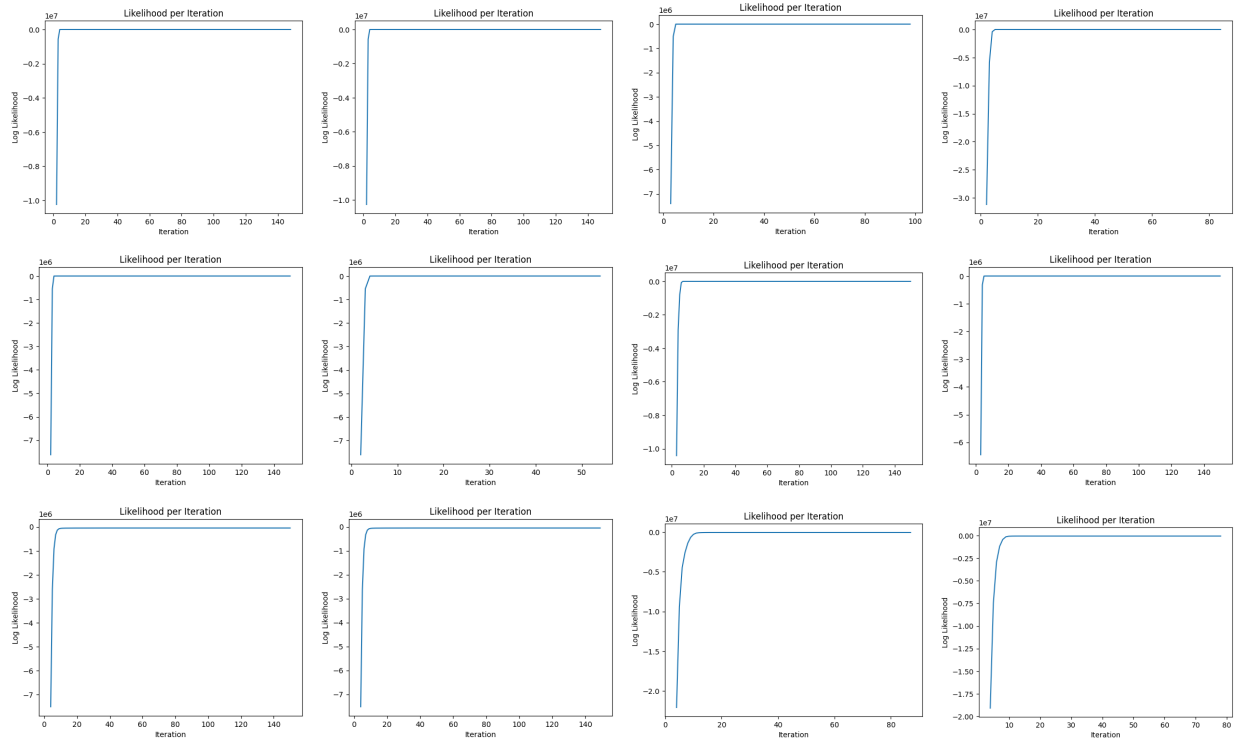 Likelihood per Iteration
1e7
0.0
−0.2
−0.4
−0.6
−0.8
−1.0
Log Likelihood
0 20 40 60 80 100 120 140
Iteration
Likelihood per Iteration
1e7
0.0
−0.2
−0.4
−0.6
−0.8
−1.0
Log Likelihood
0 20 40 60 80 100 120 140
Iteration
Likelihood per Iteration
1e6
0
−1
−2
−3
−4
−5
−6
−7
Log Likelihood
0 20 40 60 80 100
Iteration
Likelihood per Iteration
1e7
0.0
−0.5
−1.0
−1.5
−2.0
−2.5
−3.0
Log Likelihood
0 20 40 60 80
Iteration
Likelihood per Iteration
1e6
0
−1
−2
−3
−4
−5
−6
−7
Log Likelihood
0 20 40 60 80 100 120 140
Iteration
Likelihood per Iteration
1e6
0
−1
−2
−3
−4
−5
−6
−7
Log Likelihood
0 10 20 30 40 50
Iteration
Likelihood per Iteration
1e7
0.0
−0.2
−0.4
−0.6
−0.8
−1.0
Log Likelihood
0 20 40 60 80 100 120 140
Iteration
Likelihood per Iteration
1e6
0
−1
−2
−3
−4
−5
−6
Log Likelihood
0 20 40 60 80 100 120 140
Iteration
Likelihood per Iteration
1e6
0
−1
−2
−3
−4
−5
−6
−7
Log Likelihood
0 20 40 60 80 100 120 140
Iteration
Likelihood per Iteration
1e6
0
−1
−2
−3
−4
−5
−6
−7
Log Likelihood
0 20 40 60 80 100 120 140
Iteration
Likelihood per Iteration
1e7
0.0
−0.5
−1.0
−1.5
−2.0
Log Likelihood
0 20 40 60 80
Iteration
Likelihood per Iteration
1e7
0.00
−0.25
−0.50
−0.75
−1.00
−1.25
−1.50
−1.75
−2.00
Log Likelihood
10 20 30 40 50 60 70 80
Iteration